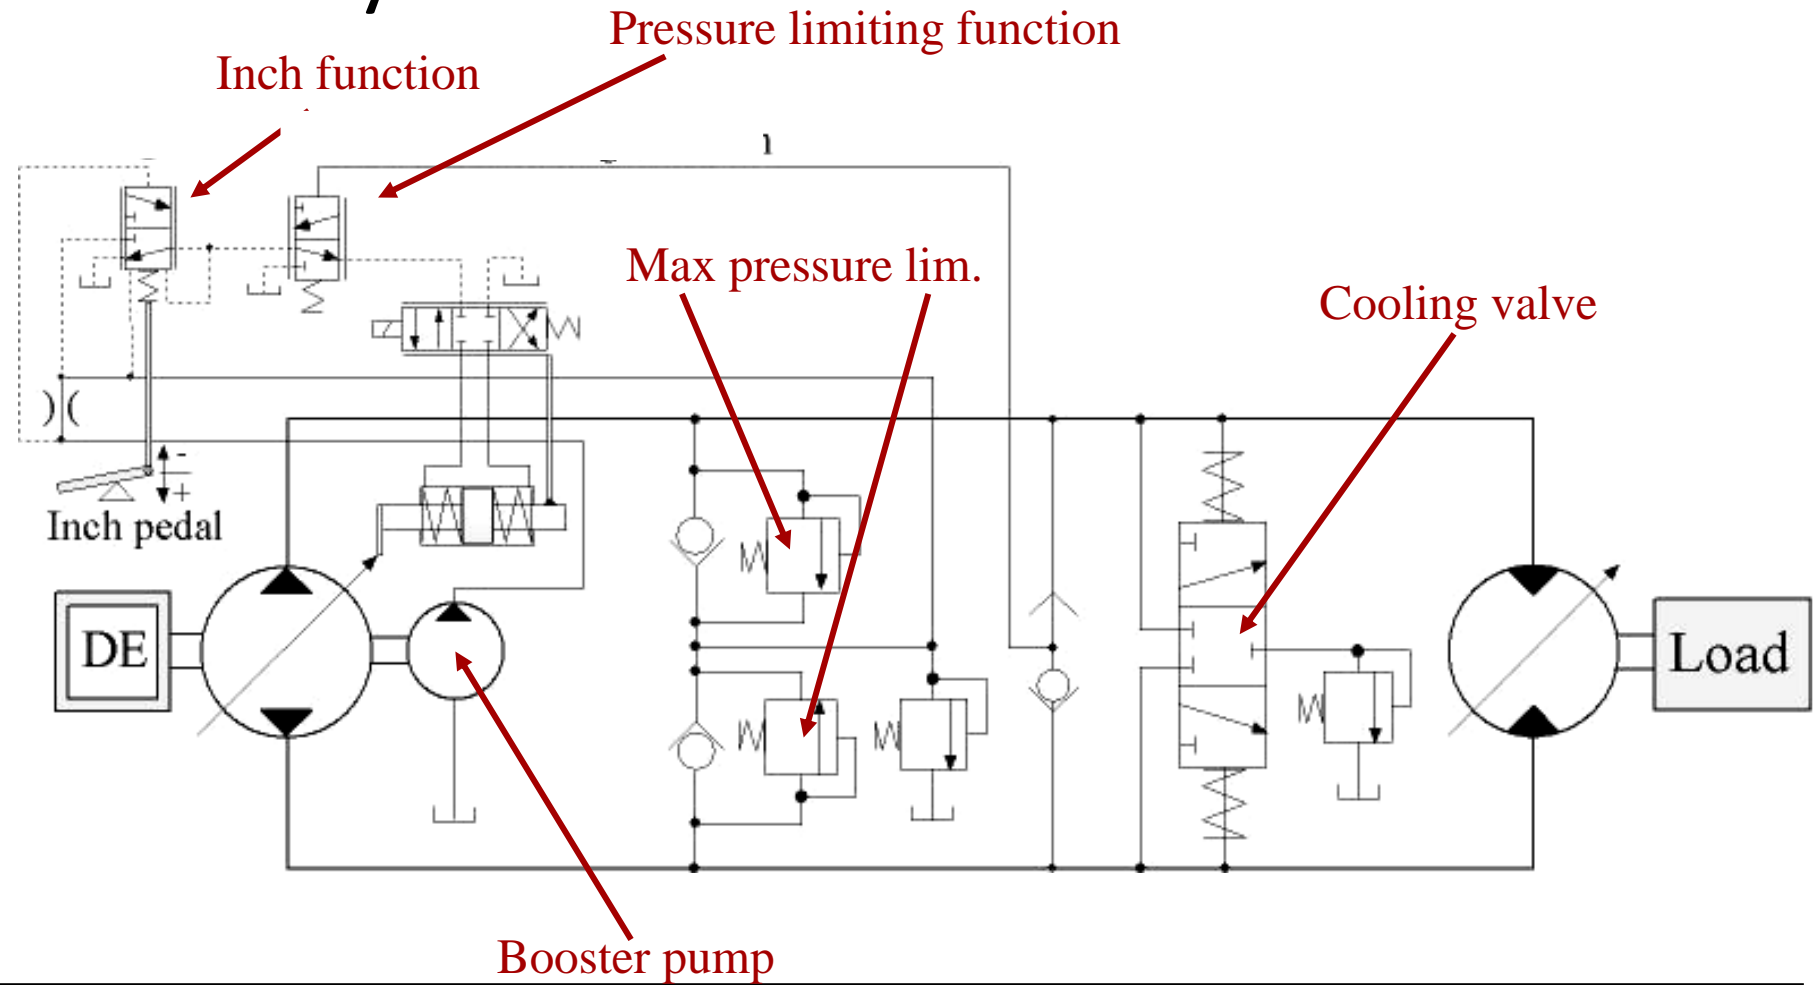 Pressure limiting function
Inch function
Max pressure lim.
Cooling valve
- 
+
Inch pedal
DE
Load
Booster pump